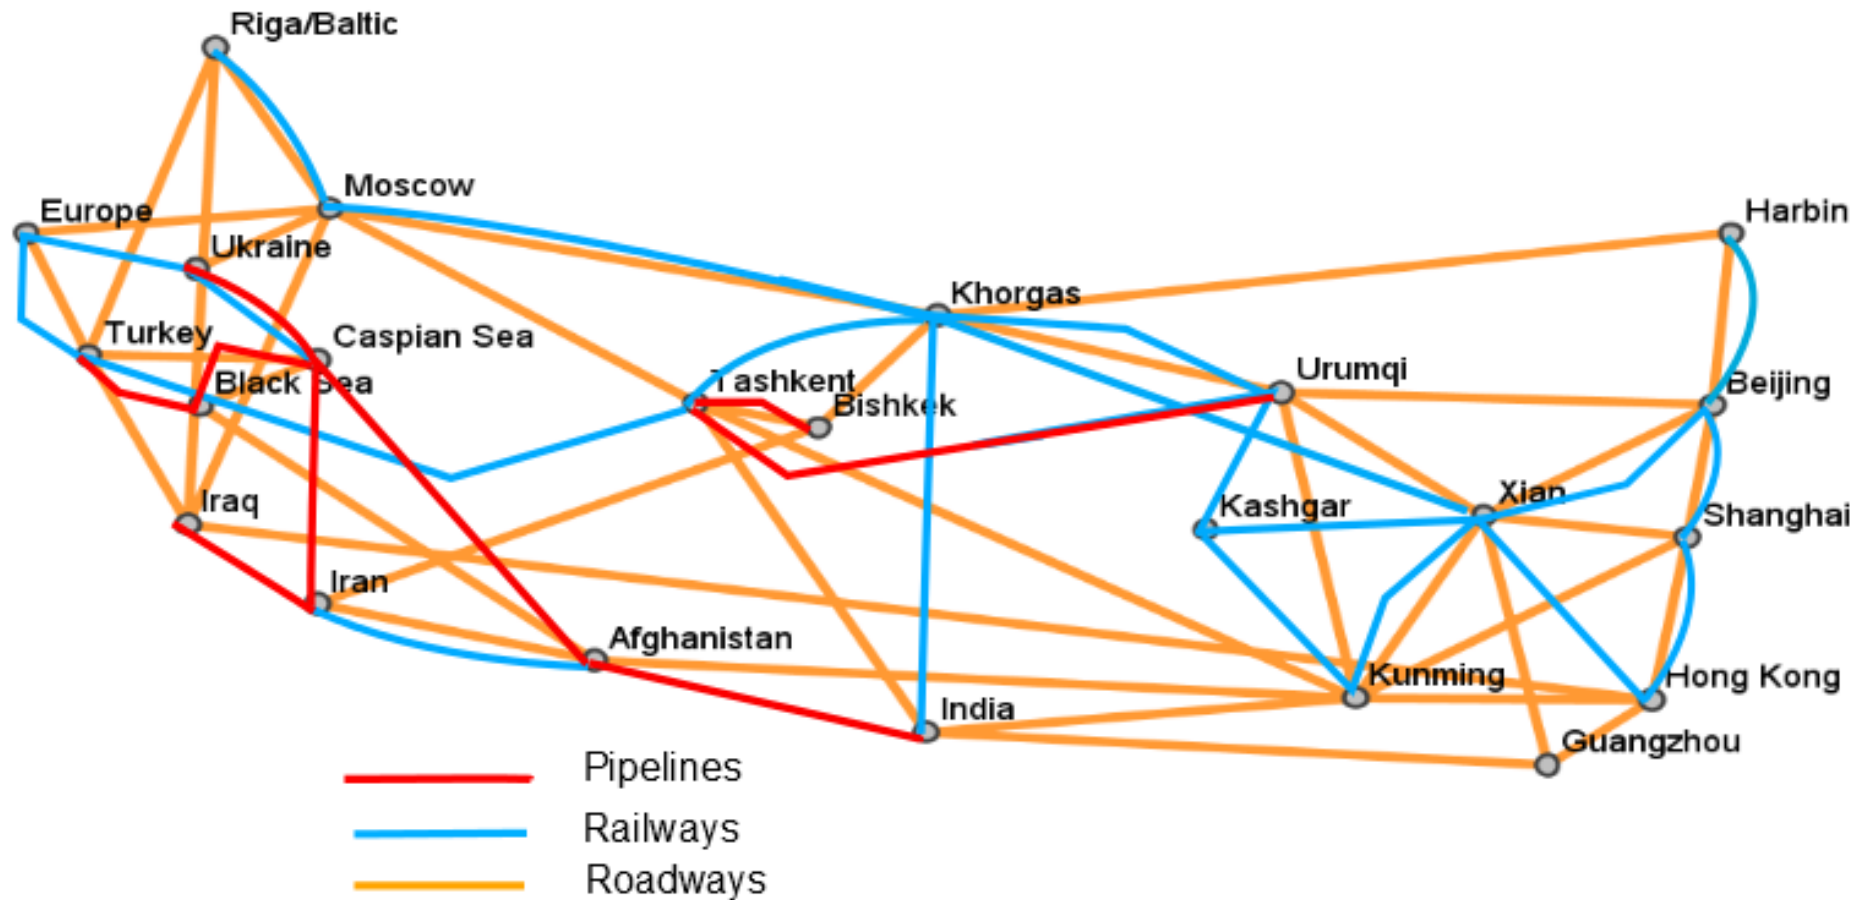 Riga/Baltic
Moscow
Europe
Harbin
Ukraine
Khorgas
Turkey
Caspian Sea
Urumqi
Black Sea
Tashkent
Beijing
Bishkek
Iraq
Kashgar
Xian
Shanghai
Iran
Afghanistan
Kunming
Hong Kong
India
Guangzhou
Pipelines
Railways
Roadways